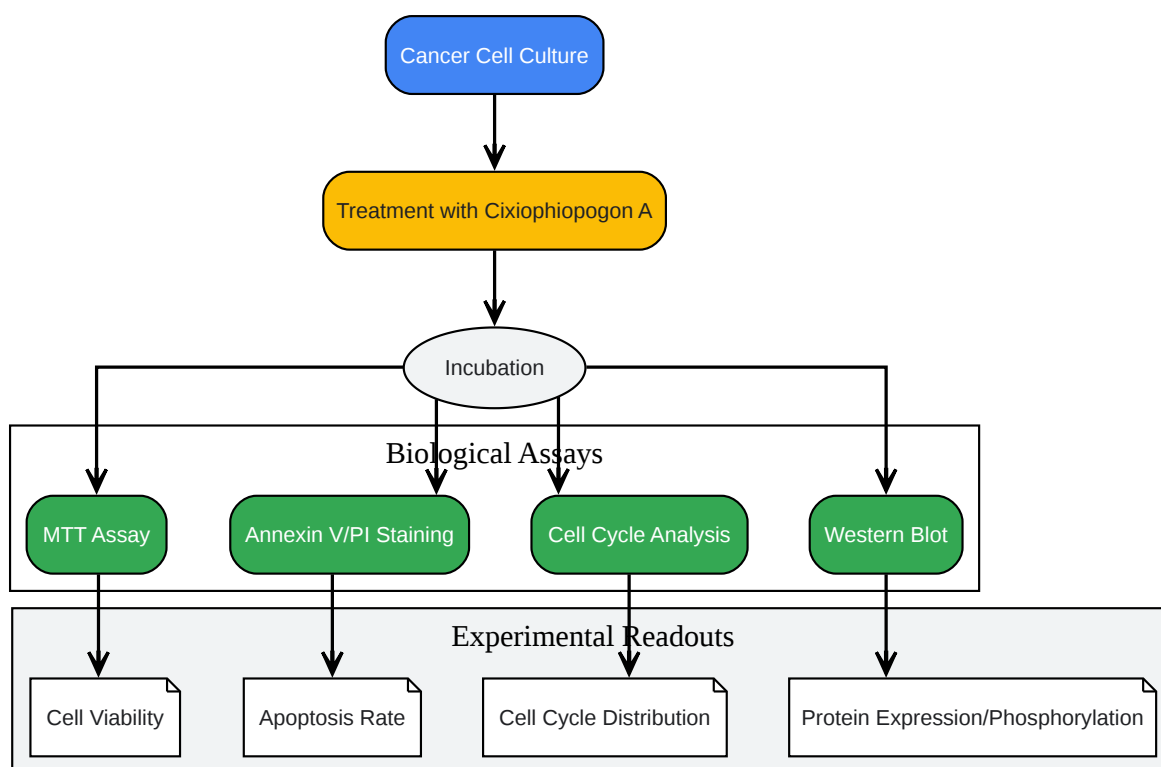 Cancer Cell Culture
Treatment with Cixiophiopogon A
Incubation
Biological Assays
MTT Assay
Annexin V/PI Staining
Cell Cycle Analysis
Western Blot
Experimental Readouts
Cell Viability
Apoptosis Rate
Cell Cycle Distribution
Protein Expression/Phosphorylation